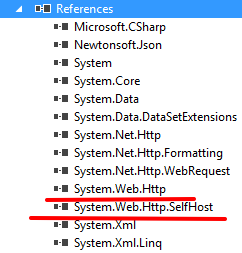 References
Microsoft.CSharp
Newtonsoft.Json
System
System.Core
System.Data
System.Data.DataSetExtensions
System.Net.Http
System.Net.Http.Formatting
System.Net.Http.WebRequest
System.Web.Http
System.Web.Http.SelfHost
System.Xml
System.Xml.Linq